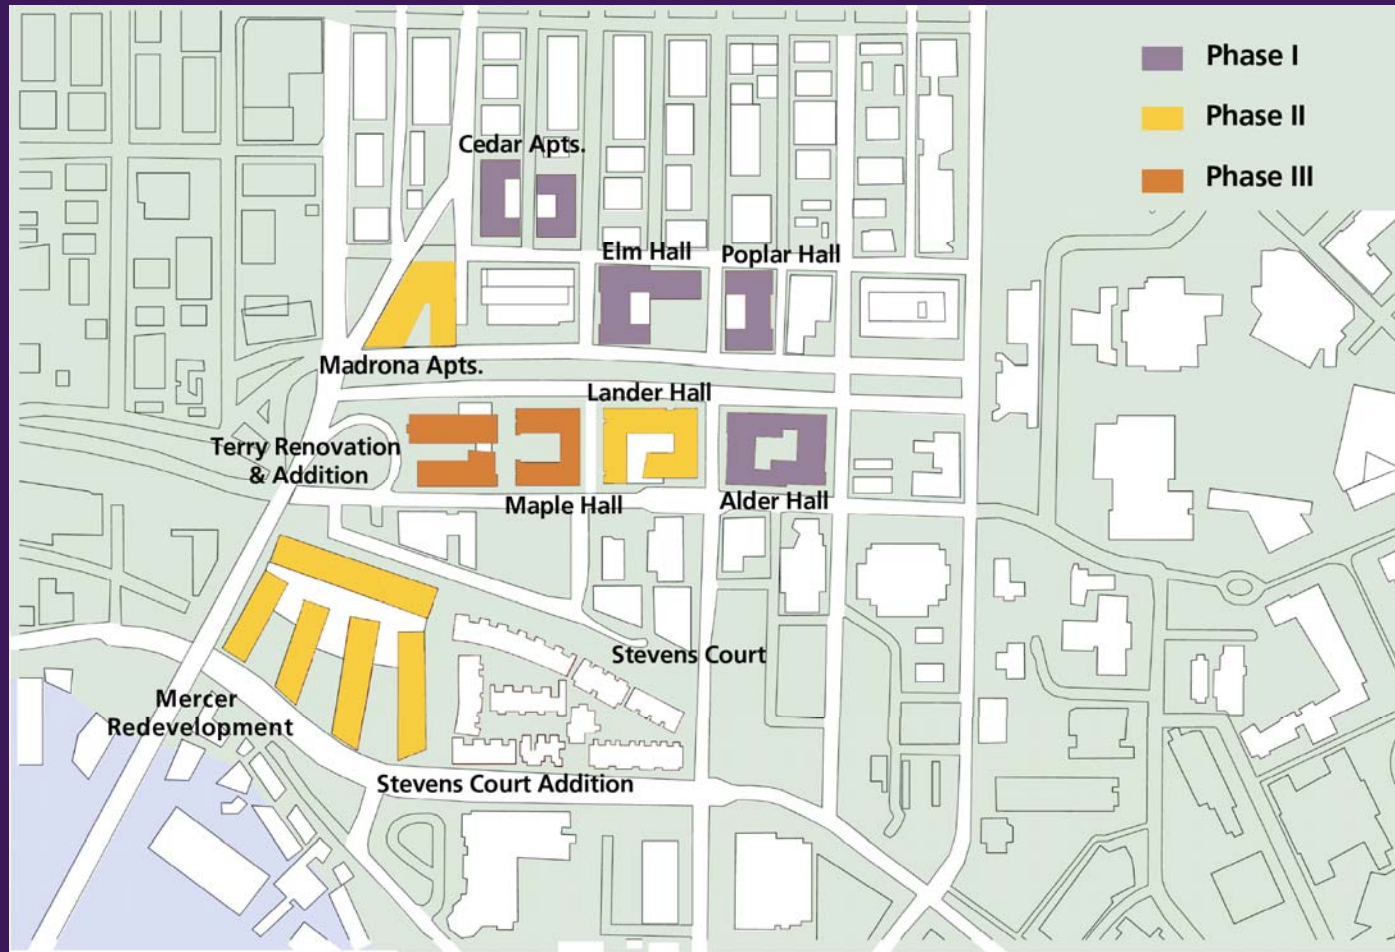 Phase I
Phase II
Phase III
Cedar Apts.
Elm Hall
Poplar Hall
Madrona Apts.
Lander Hall
Terry Renovation
& Addition
Maple Hall
Alder Hall
Stevens Court
Mercer
Redevelopment
Stevens Court Addition